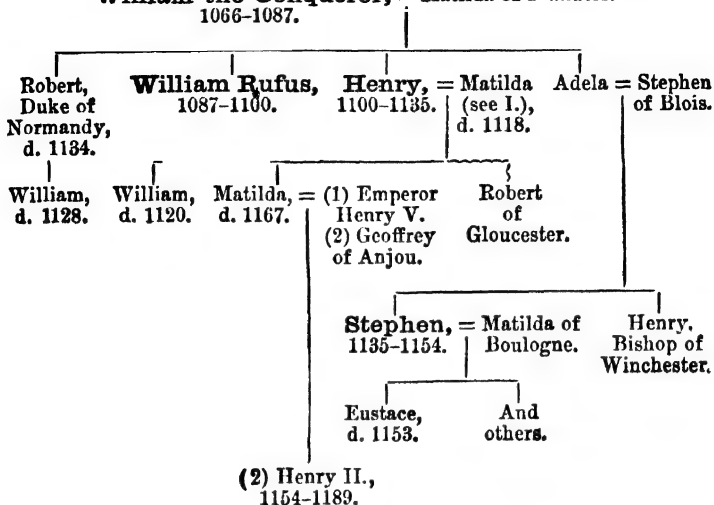 1066-1087.
Robert,
Duke of
Normandy,
d. 1134.
William Rufus,
1087-1100.
Henry, = Matilda
1100-1135. (see I.),
d. 1118.
Adela = Stephen
of Blois.
William,
d. 1128.
William,
d. 1120.
Matilda, = (1) Emperor
d. 1167. Henry V.
(2) Geoffrey
of Anjou.
Robert
of
Gloucester.
Stephen, = Matilda of
1135-1154. Boulogne.
Henry,
Bishop of
Winchester.
Eustace,
d. 1153.
And
others.
(2) Henry II.,
1154-1189.